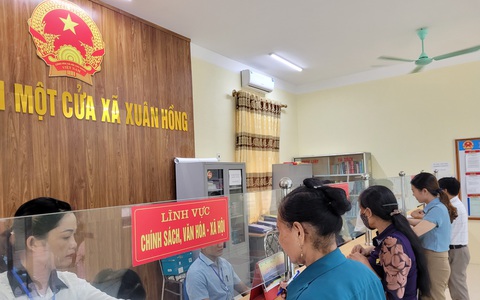 MỘT CỬA XÃ XUÂN HỒNG
LĨNH VỰC
CHÍNH SÁCH, VĂN HÓA - XÃ HỘI